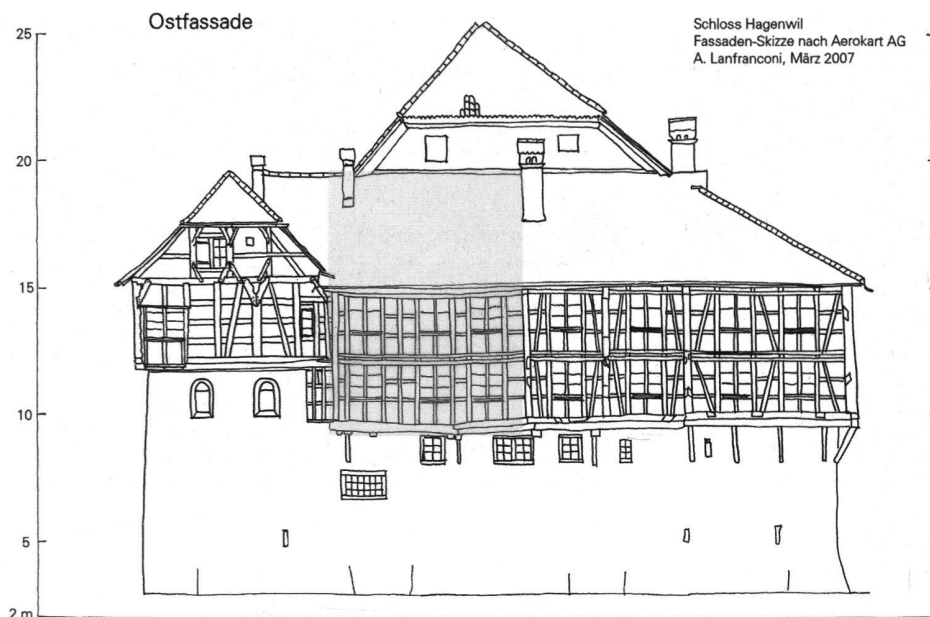 Ostfassade
Schloss Hagenwil
Fassaden-Skizze nach Aerokart AG
A. Lanfranconi, März 2007
25
20
15
10
5
2 m